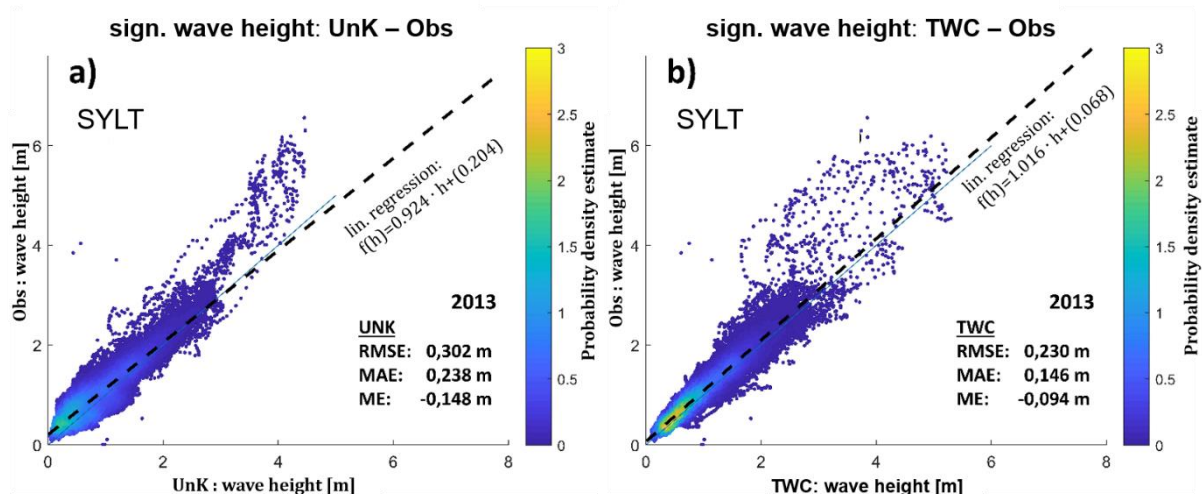 sign. wave height: UnK – Obs
a)
SYLT
Obs : wave height [m]
6
4
2
0
0
2
4
6
8
UnK : wave height [m]
lin. regression:
f(h)=0.924 · h+(0.204)
2013
UNK
RMSE: 0,302 m
MAE: 0,238 m
ME: -0,148 m
3
2.5
2
1.5
1
0.5
0
Probability density estimate
sign. wave height: TWC – Obs
b)
SYLT
Obs : wave height [m]
6
4
2
0
0
2
4
6
8
TWC: wave height [m]
lin. regression:
f(h)=1.016 · h+(0.068)
2013
TWC
RMSE: 0,230 m
MAE: 0,146 m
ME: -0,094 m
3
2.5
2
1.5
1
0.5
0
Probability density estimate